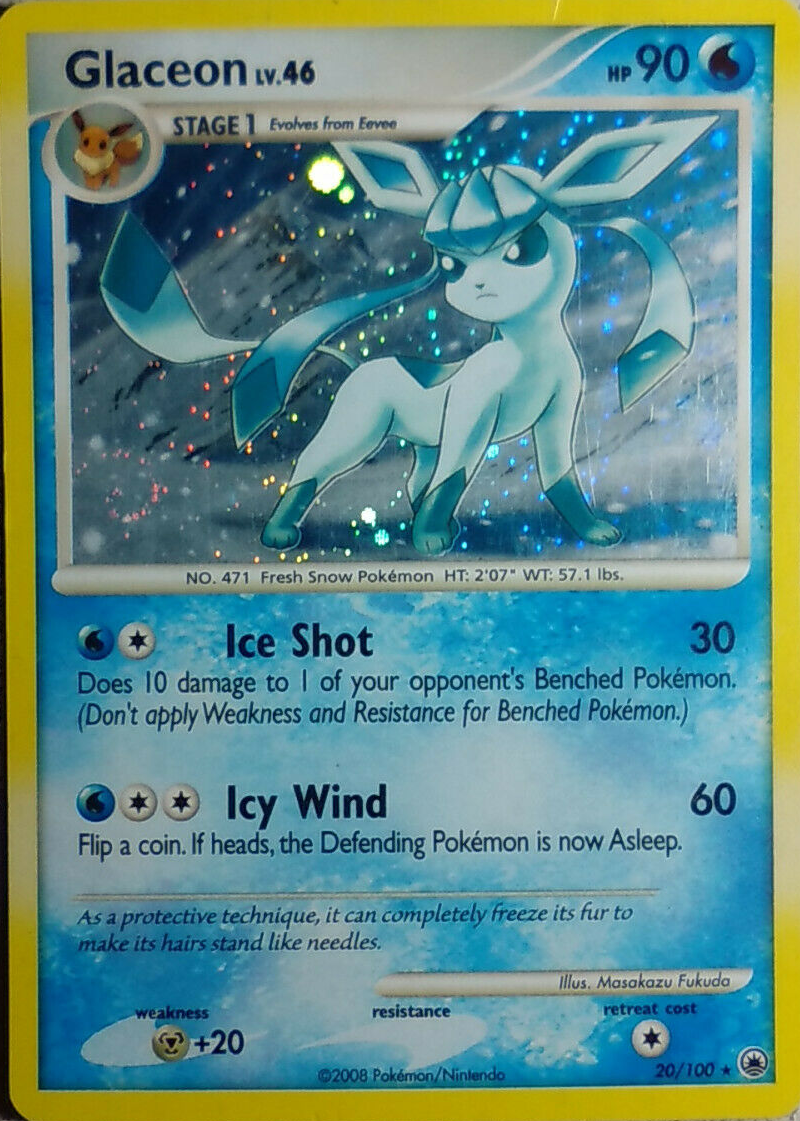 Glaceon LV.46
HP 90
STAGE 1 Evolves from Eevee
NO. 471 Fresh Snow Pokémon HT: 2'07" WT: 57.1 lbs.
Ice Shot 30
Does 10 damage to 1 of your opponent's Benched Pokémon.
(Don't apply Weakness and Resistance for Benched Pokémon.)
Icy Wind 60
Flip a coin. If heads, the Defending Pokémon is now Asleep.
As a protective technique, it can completely freeze its fur to
make its hairs stand like needles.
Illus. Masakazu Fukuda
weakness resistance retreat cost
+20
©2008 Pokémon/Nintendo 20/100 ★